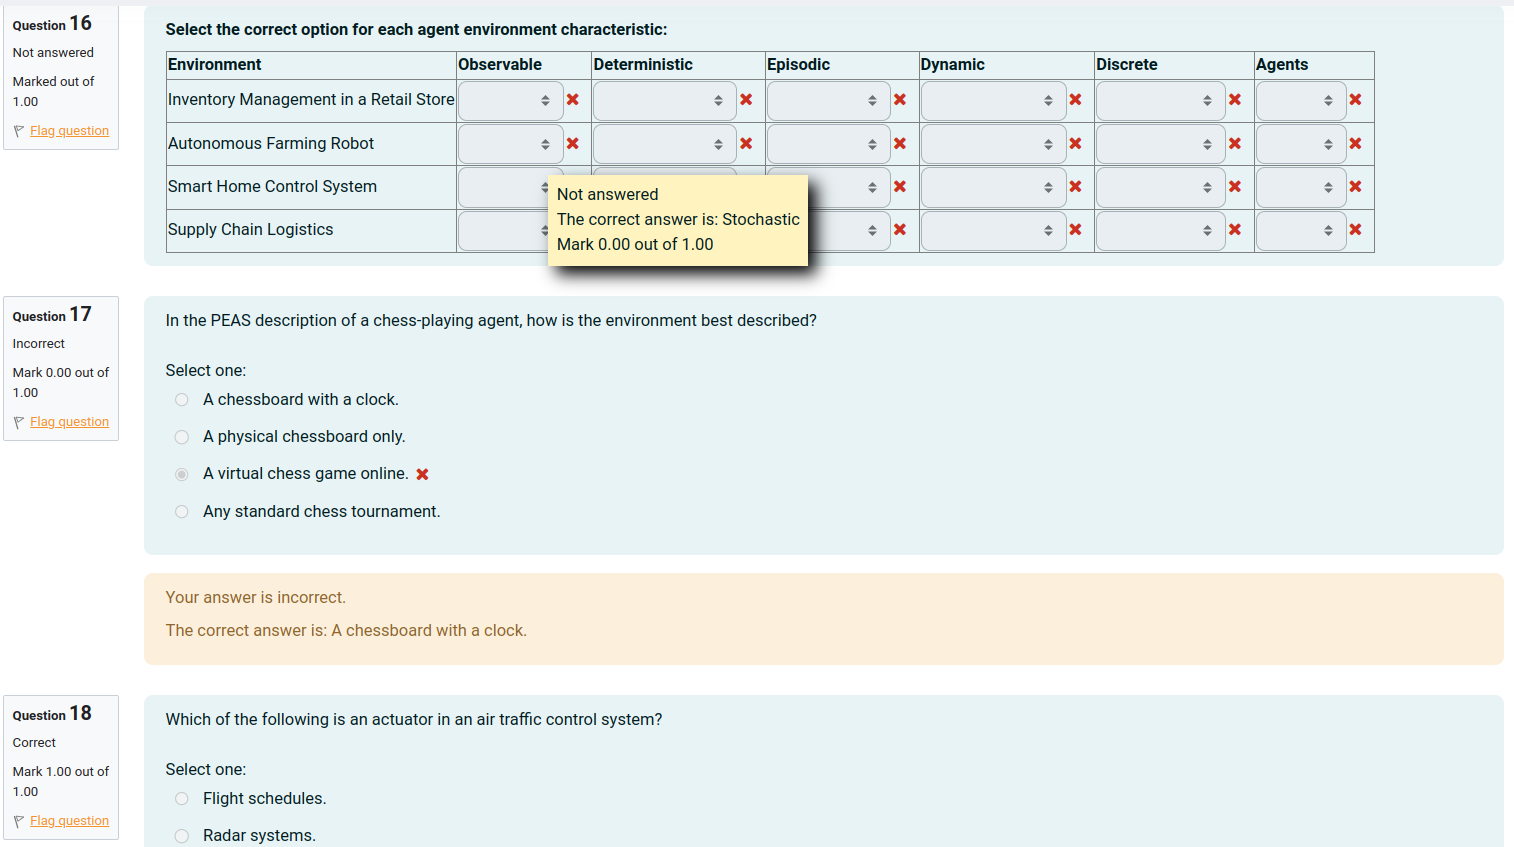 Question 16
Not answered
Marked out of
1.00
Flag question
Select the correct option for each agent environment characteristic:
Environment Observable Deterministic Episodic Dynamic Discrete Agents
Inventory Management in a Retail Store
Autonomous Farming Robot
Smart Home Control System
Supply Chain Logistics
Not answered
The correct answer is: Stochastic
Mark 0.00 out of 1.00
Question 17
Incorrect
Mark 0.00 out of
1.00
Flag question
In the PEAS description of a chess-playing agent, how is the environment best described?
Select one:
A chessboard with a clock.
A physical chessboard only.
A virtual chess game online.
Any standard chess tournament.
Your answer is incorrect.
The correct answer is: A chessboard with a clock.
Question 18
Correct
Mark 1.00 out of
1.00
Flag question
Which of the following is an actuator in an air traffic control system?
Select one:
Flight schedules.
Radar systems.